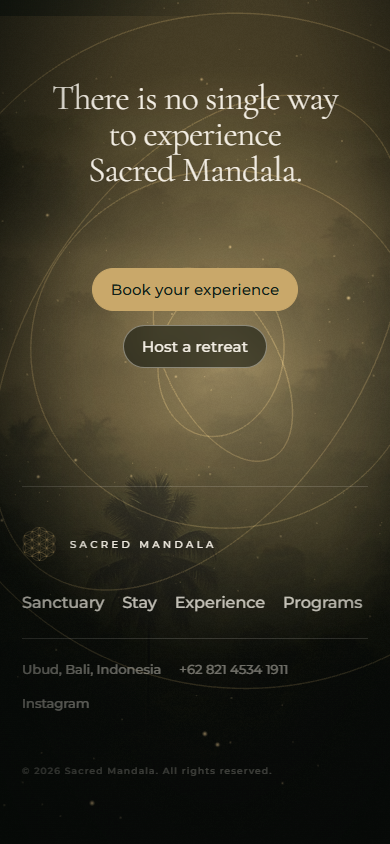 There is no single way
to experience
Sacred Mandala.
Book your experience
Host a retreat
SACRED MANDALA
Sanctuary Stay Experience Programs
Ubud, Bali, Indonesia +62 821 4534 1911
Instagram
© 2026 Sacred Mandala. All rights reserved.